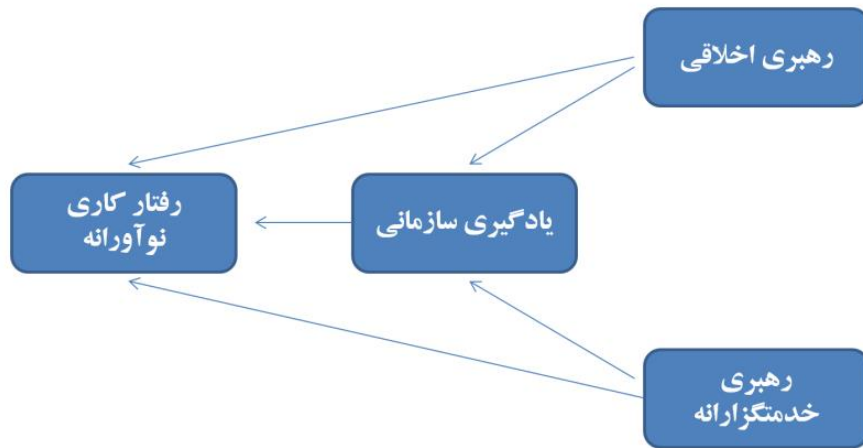 رهبری اخلاقی
یادگیری سازمانی
رفتار کاری
نوآورانه
رهبری
خدمتگزارانه